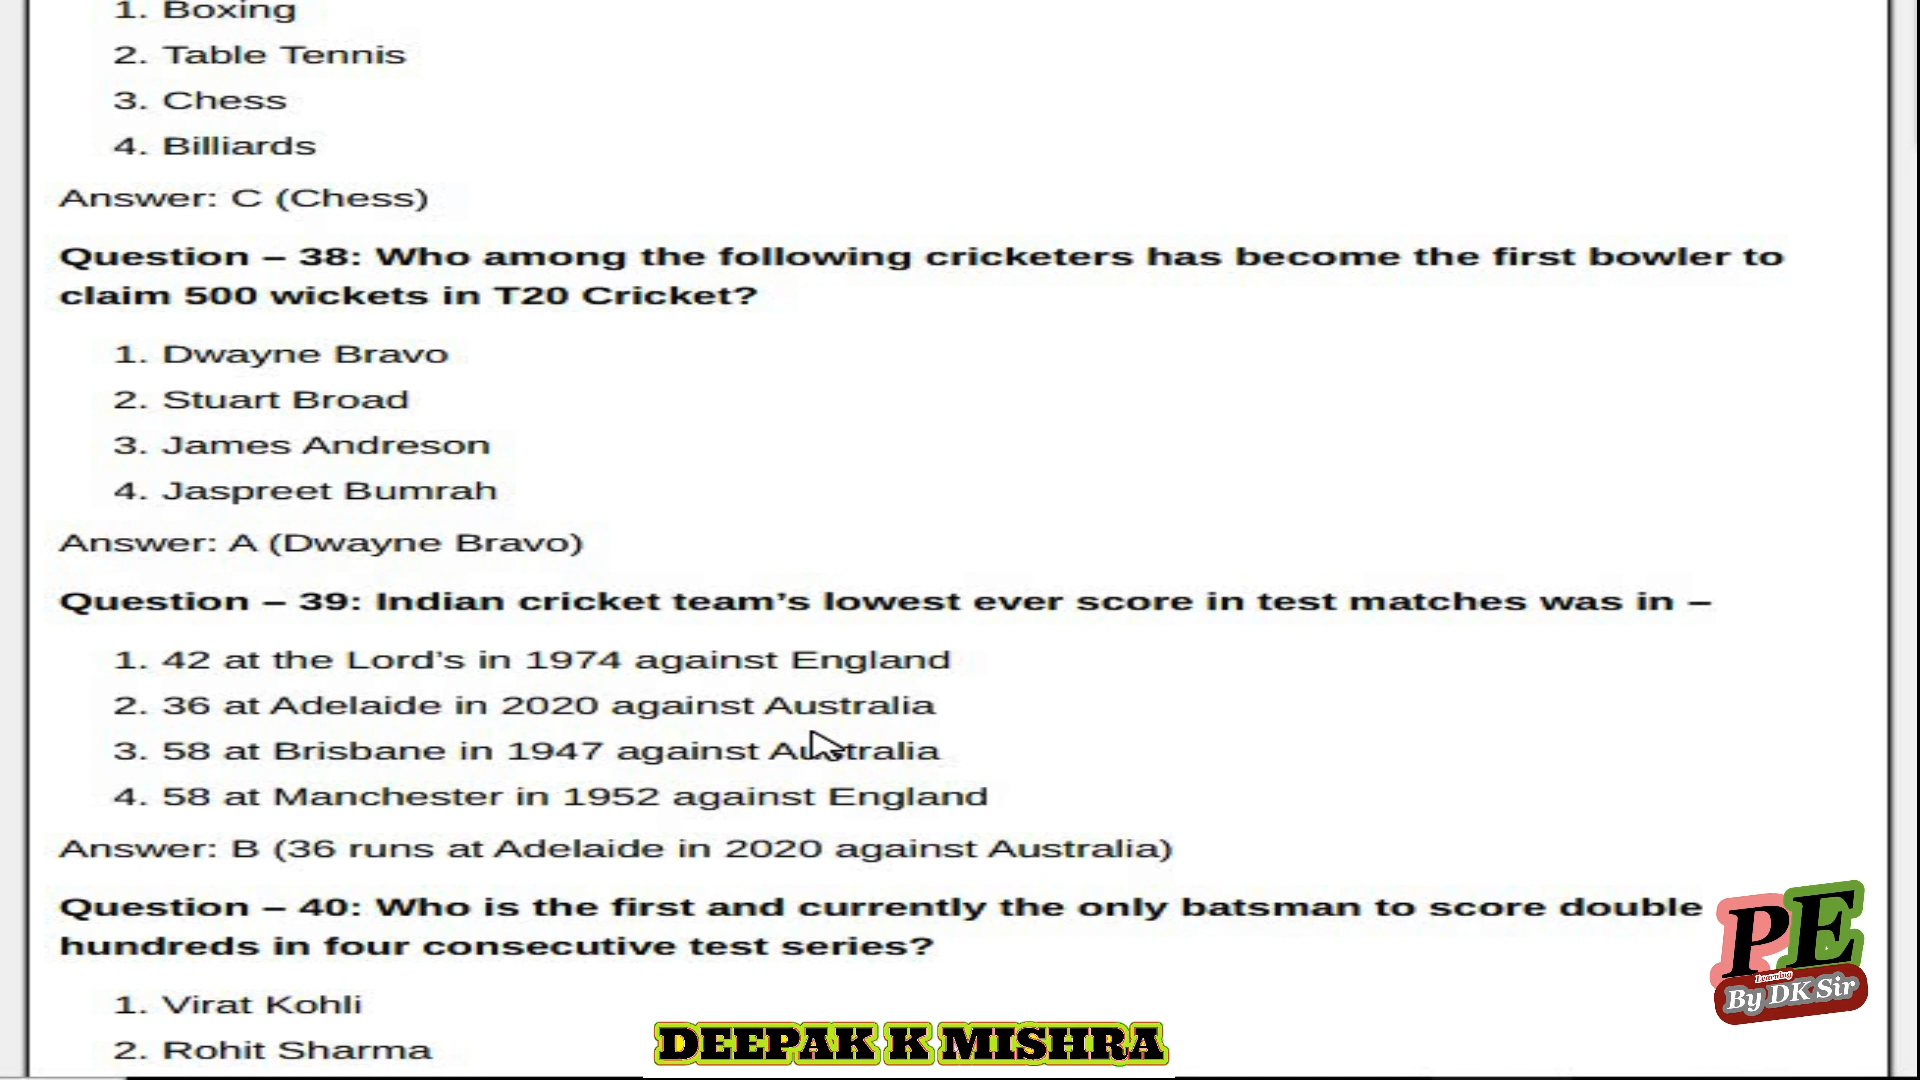 1. Boxing
2. Table Tennis
3. Chess
4. Billiards
Answer: C (Chess)
Question – 38: Who among the following cricketers has become the first bowler to
claim 500 wickets in T20 Cricket?
1. Dwayne Bravo
2. Stuart Broad
3. James Andreson
4. Jaspreet Bumrah
Answer: A (Dwayne Bravo)
Question – 39: Indian cricket team’s lowest ever score in test matches was in –
1. 42 at the Lord’s in 1974 against England
2. 36 at Adelaide in 2020 against Australia
3. 58 at Brisbane in 1947 against Australia
4. 58 at Manchester in 1952 against England
Answer: B (36 runs at Adelaide in 2020 against Australia)
Question – 40: Who is the first and currently the only batsman to score double
hundreds in four consecutive test series?
1. Virat Kohli
2. Rohit Sharma
PE
Learning
By DK Sir
DEEPAK K MISHRA